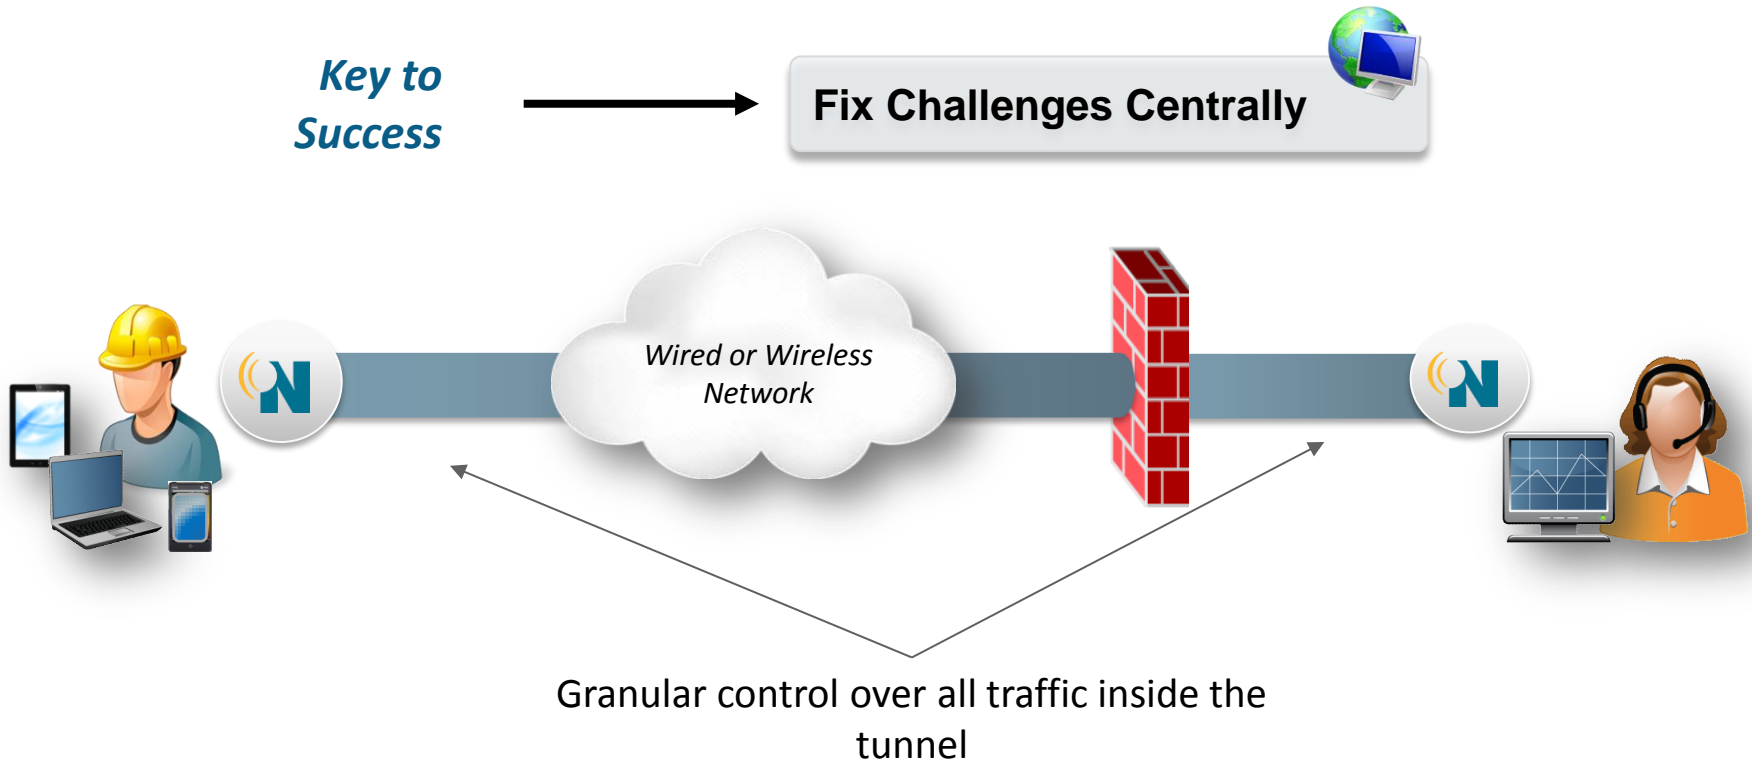 Key to
Success
Fix Challenges Centrally
Wired or Wireless
Network
N
N
Granular control over all traffic inside the
tunnel